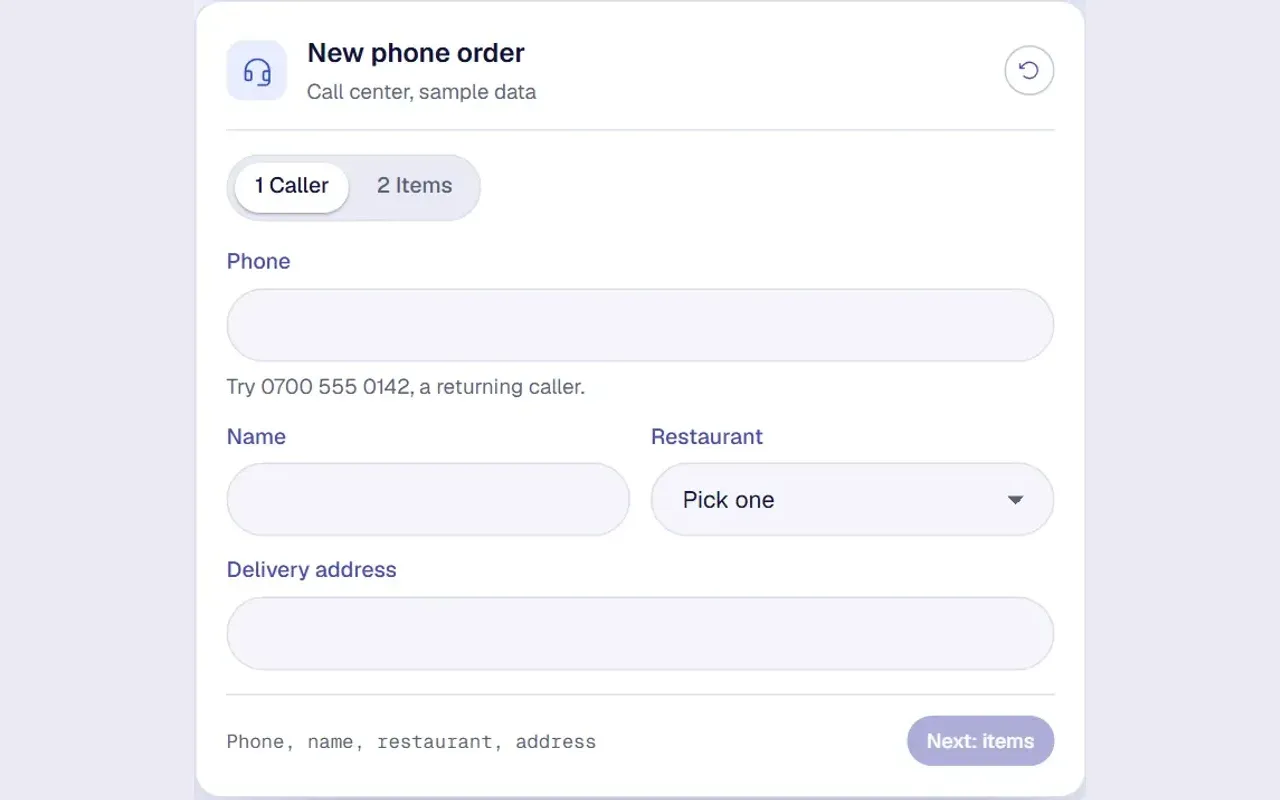 New phone order
Call center, sample data
1 Caller 2 Items
Phone
Try 0700 555 0142, a returning caller.
Name Restaurant
Pick one
Delivery address
Phone, name, restaurant, address Next: items